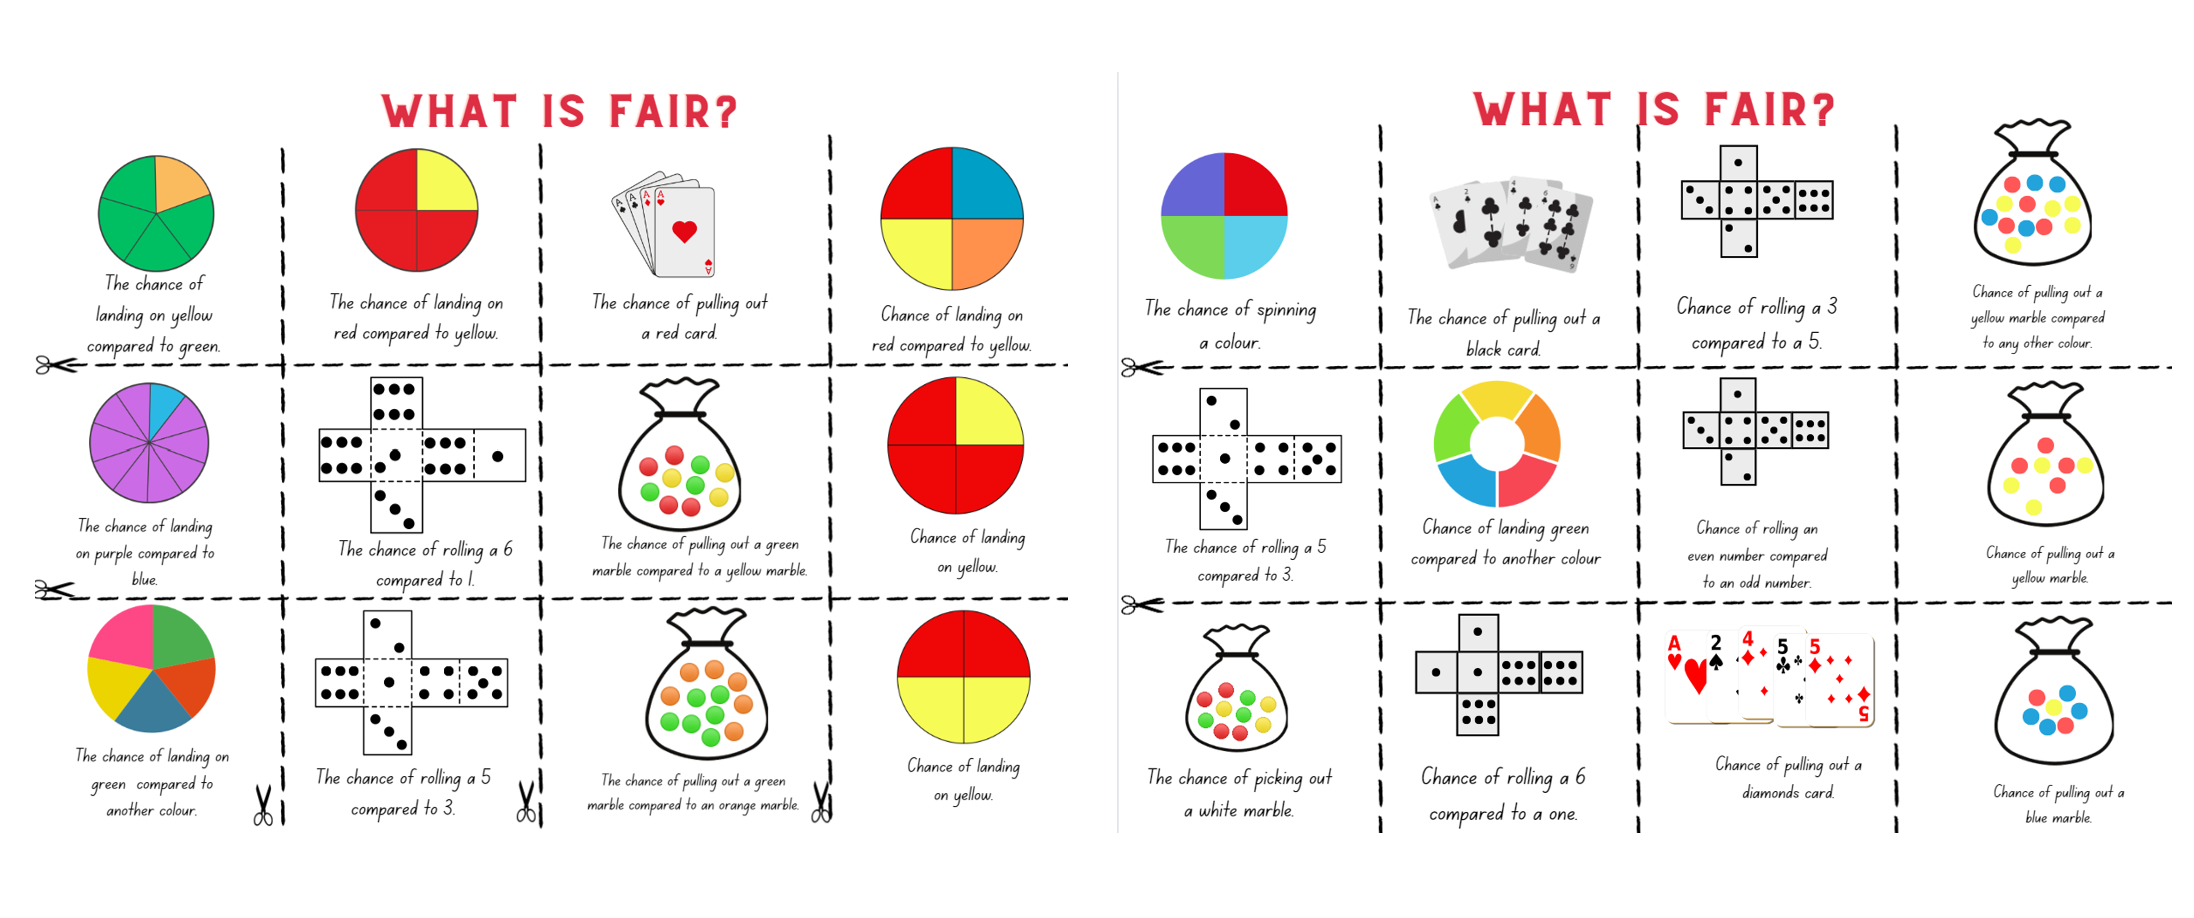 WHAT IS FAIR?
The chance of
landing on yellow
compared to green.
The chance of landing on
red compared to yellow.
The chance of pulling out
a red card.
Chance of landing on
red compared to yellow.
The chance of landing
on purple compared to
blue.
The chance of rolling a 6
compared to 1.
The chance of pulling out a green
marble compared to a yellow marble.
Chance of landing
on yellow.
The chance of landing on
green compared to
another colour.
The chance of rolling a 5
compared to 3.
The chance of pulling out a green
marble compared to an orange marble.
Chance of landing
on yellow.
WHAT IS FAIR?
The chance of spinning
a colour.
The chance of pulling out a
black card.
Chance of rolling a 3
compared to a 5.
Chance of pulling out a
yellow marble compared
to any other colour.
The chance of rolling a 5
compared to 3.
Chance of landing green
compared to another colour
Chance of rolling an
even number compared
to an odd number.
Chance of pulling out a
yellow marble.
The chance of picking out
a white marble.
Chance of rolling a 6
compared to a one.
A 2 4 5 5
5
Chance of pulling out a
diamonds card.
Chance of pulling out a
blue marble.